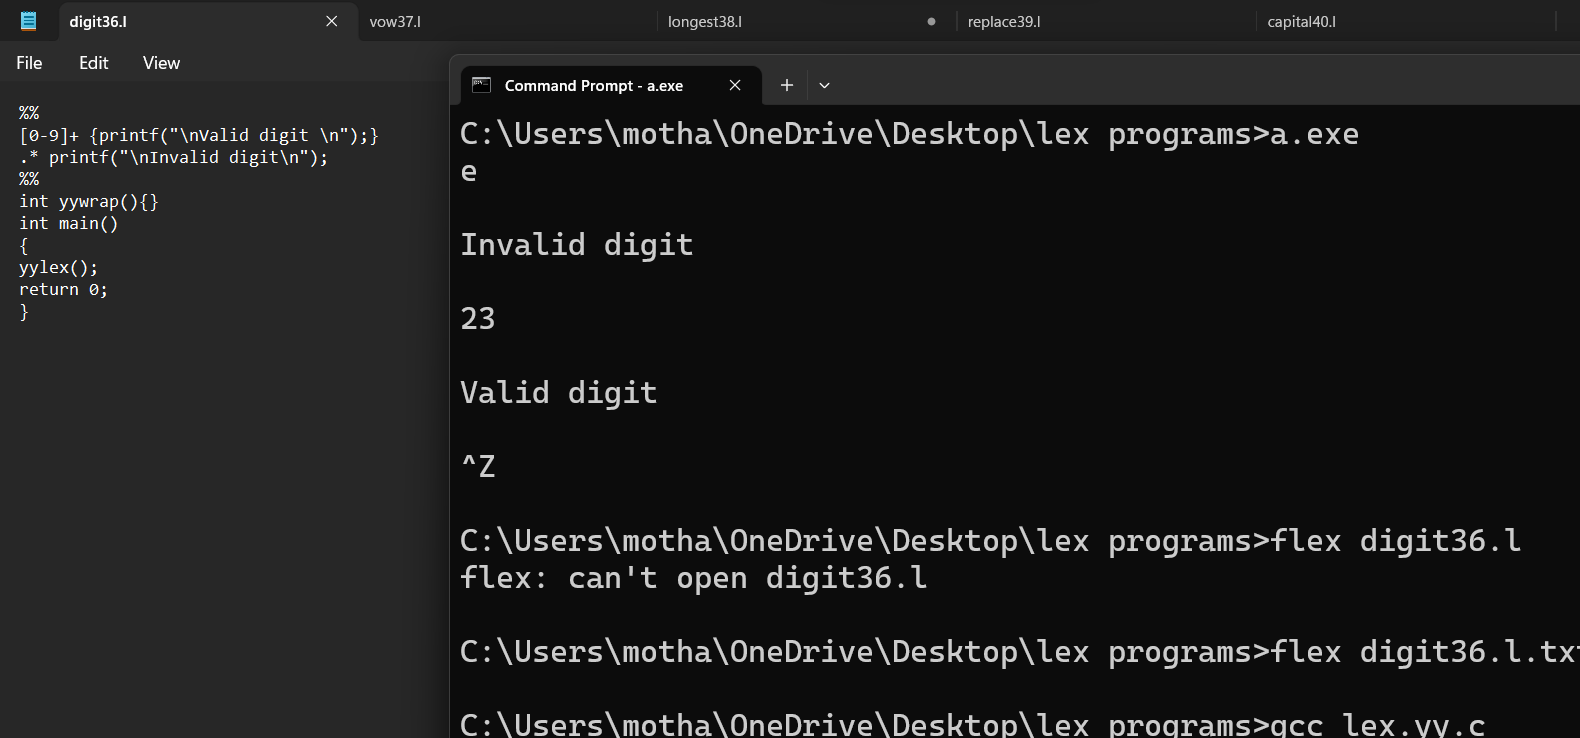 digit36.l
vow37.l
longest38.l
replace39.l
capital40.l
File Edit View
%%
[0-9]+ {printf("\nValid digit \n");}
.* printf("\nInvalid digit\n");
%%
int yywrap(){}
int main()
{
yylex();
return 0;
}
Command Prompt - a.exe
C:\Users\motha\OneDrive\Desktop\lex programs>a.exe
e
Invalid digit
23
Valid digit
^Z
C:\Users\motha\OneDrive\Desktop\lex programs>flex digit36.l
flex: can't open digit36.l
C:\Users\motha\OneDrive\Desktop\lex programs>flex digit36.l.txt
C:\Users\motha\OneDrive\Desktop\lex programs>gcc lex.yy.c